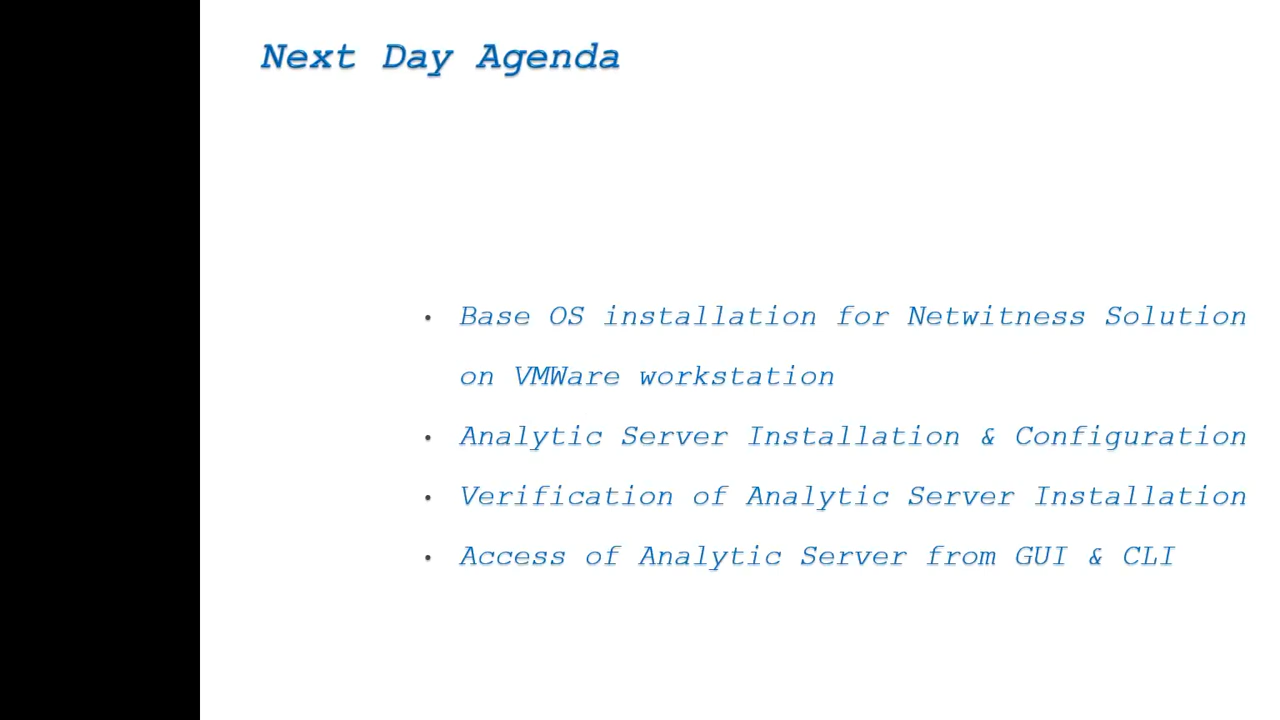 Next Day Agenda
• Base OS installation for Netwitness Solution
on VMWare workstation
• Analytic Server Installation & Configuration
• Verification of Analytic Server Installation
• Access of Analytic Server from GUI & CLI